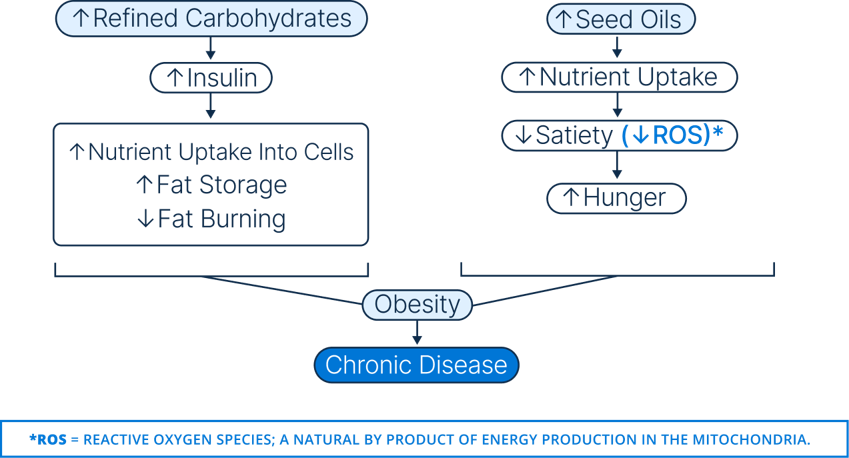 ↑Refined Carbohydrates
↑Insulin
↑Nutrient Uptake Into Cells
↑Fat Storage
↓Fat Burning
↑Seed Oils
↑Nutrient Uptake
↓Satiety (↓ROS)*
↑Hunger
Obesity
Chronic Disease
*ROS = REACTIVE OXYGEN SPECIES; A NATURAL BY PRODUCT OF ENERGY PRODUCTION IN THE MITOCHONDRIA.